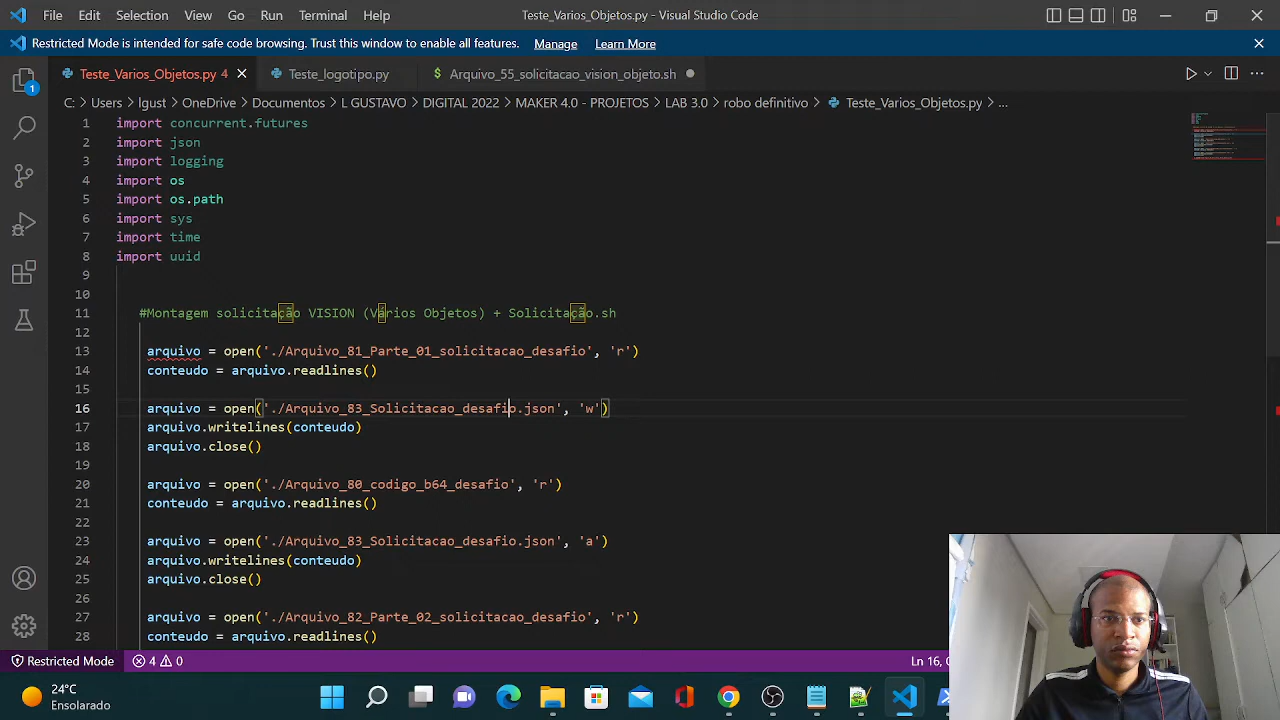 File Edit Selection View Go Run Terminal Help Teste_Varios_Objetos.py - Visual Studio Code
Restricted Mode is intended for safe code browsing. Trust this window to enable all features. Manage Learn More
Teste_Varios_Objetos.py 4 Teste_logotipo.py $ Arquivo_55_solicitacao_vision_objeto.sh
1
C: > Users > lgust > OneDrive > Documentos > L GUSTAVO > DIGITAL 2022 > MAKER 4.0 - PROJETOS > LAB 3.0 > robo definitivo > Teste_Varios_Objetos.py > ...
1 import concurrent.futures
2 import json
3 import logging
4 import os
5 import os.path
6 import sys
7 import time
8 import uuid
9
10
11 #Montagem solicitação VISION (Vários Objetos) + Solicitação.sh
12
13 arquivo = open('./Arquivo_81_Parte_01_solicitacao_desafio', 'r')
14 conteudo = arquivo.readlines()
15
16 arquivo = open('./Arquivo_83_Solicitacao_desafio.json', 'w')
17 arquivo.writelines(conteudo)
18 arquivo.close()
19
20 arquivo = open('./Arquivo_80_codigo_b64_desafio', 'r')
21 conteudo = arquivo.readlines()
22
23 arquivo = open('./Arquivo_83_Solicitacao_desafio.json', 'a')
24 arquivo.writelines(conteudo)
25 arquivo.close()
26
27 arquivo = open('./Arquivo_82_Parte_02_solicitacao_desafio', 'r')
28 conteudo = arquivo.readlines()
Restricted Mode 4 0 Ln 16,
24°C
Ensolarado